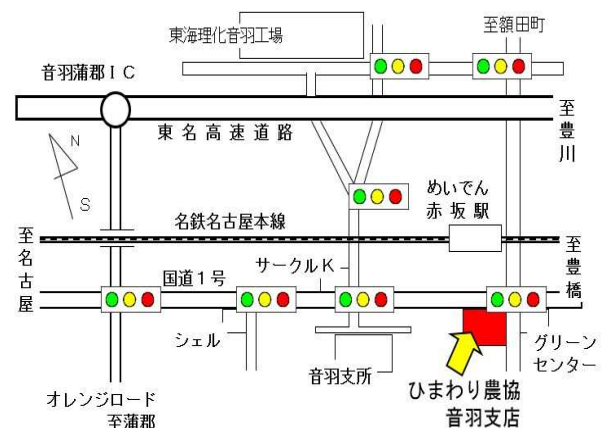 東海理化音羽工場
至額田町
音羽蒲郡ＩＣ
東名高速道路
至豊川
N
S
めいでん
赤坂駅
名鉄名古屋本線
至名古屋
至豊橋
サークルＫ
国道１号
シェル
音羽支所
グリーン
センター
ひまわり農協
音羽支店
オレンジロード
至蒲郡